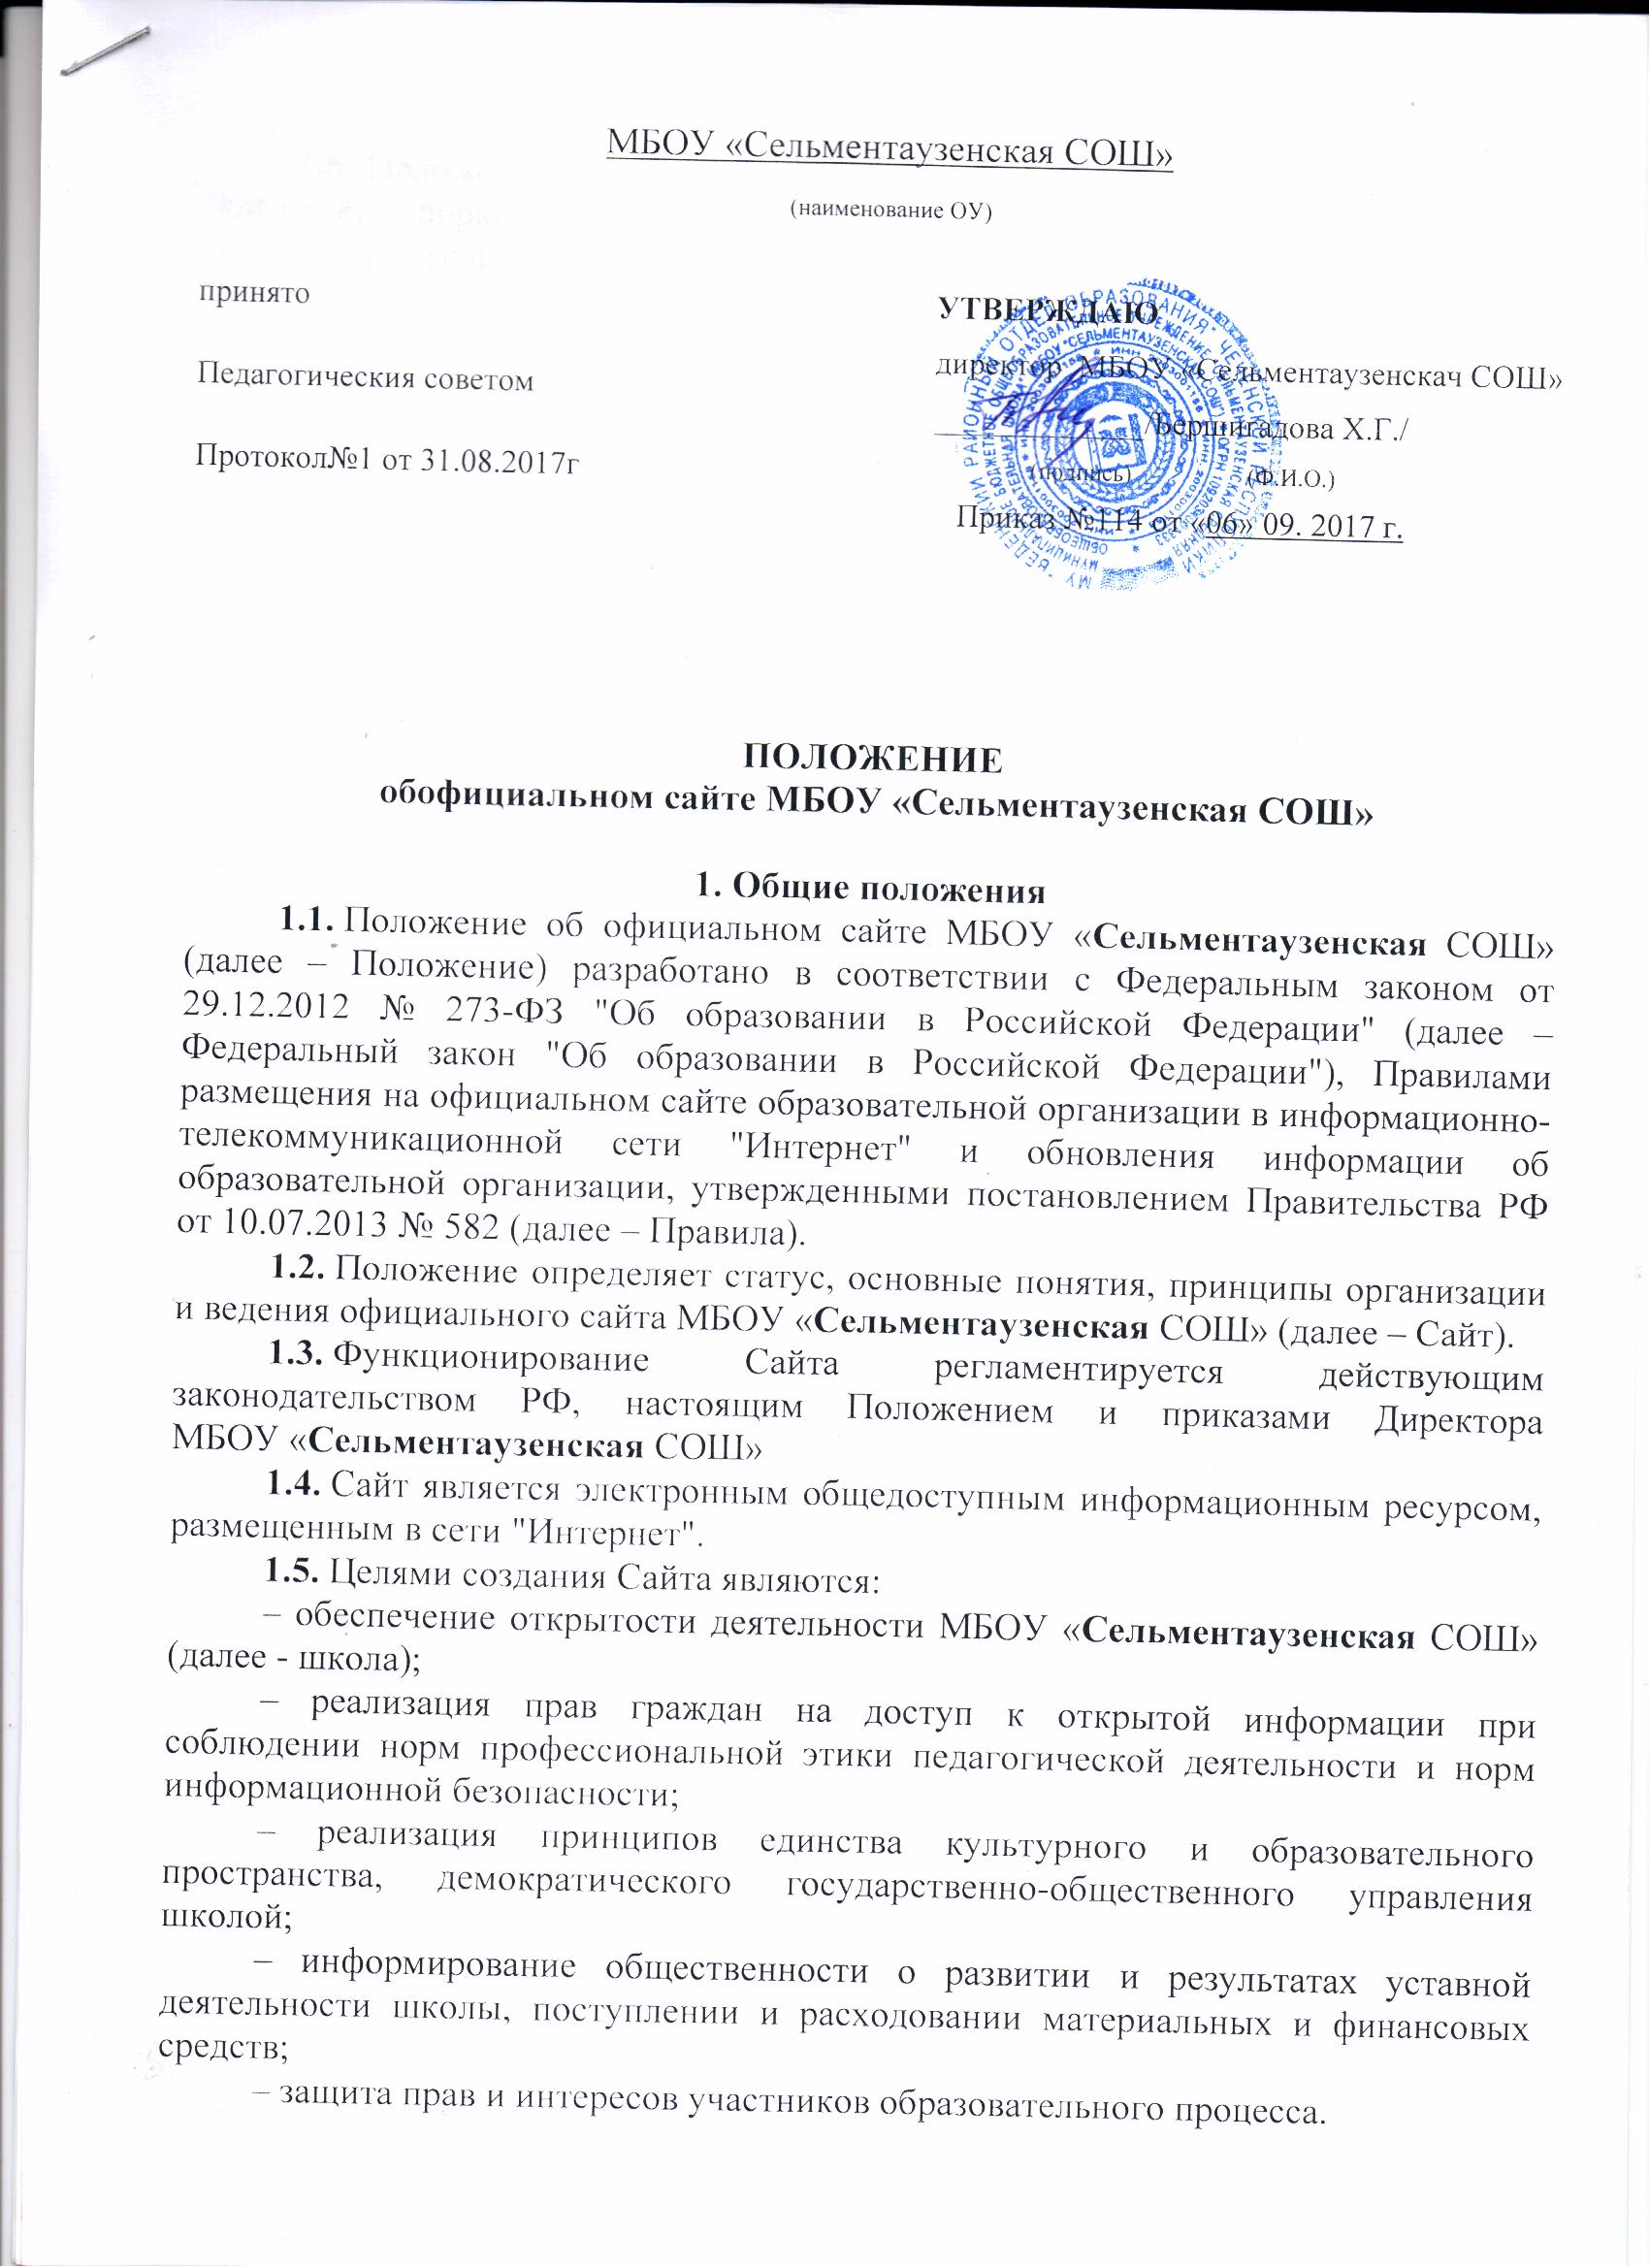 МБОУ «Сельментаузенская СОШ»
(наименование ОУ)
принято
Педагогическия советом
Протокол№1 от 31.08.2017г
УТВЕРЖДАЮ
директор МБОУ «Сельментаузенскач СОШ»
/Бершигадова Х.Г./
(подпись) (Ф.И.О.)
Приказ №114 от «06» 09. 2017 г.
ПОЛОЖЕНИЕ
обофициальном сайте МБОУ «Сельментаузенская СОШ»
1. Общие положения
1.1. Положение об официальном сайте МБОУ «Сельментаузенская СОШ»
(далее – Положение) разработано в соответствии с Федеральным законом от
29.12.2012 № 273-ФЗ "Об образовании в Российской Федерации" (далее –
Федеральный закон "Об образовании в Российской Федерации"), Правилами
размещения на официальном сайте образовательной организации в информационно-
телекоммуникационной сети "Интернет" и обновления информации об
образовательной организации, утвержденными постановлением Правительства РФ
от 10.07.2013 № 582 (далее – Правила).
1.2. Положение определяет статус, основные понятия, принципы организации
и ведения официального сайта МБОУ «Сельментаузенская СОШ» (далее – Сайт).
1.3. Функционирование Сайта регламентируется действующим
законодательством РФ, настоящим Положением и приказами Директора
МБОУ «Сельментаузенская СОШ»
1.4. Сайт является электронным общедоступным информационным ресурсом,
размещенным в сети "Интернет".
1.5. Целями создания Сайта являются:
– обеспечение открытости деятельности МБОУ «Сельментаузенская СОШ»
(далее - школа);
– реализация прав граждан на доступ к открытой информации при
соблюдении норм профессиональной этики педагогической деятельности и норм
информационной безопасности;
– реализация принципов единства культурного и образовательного
пространства, демократического государственно-общественного управления
школой;
– информирование общественности о развитии и результатах уставной
деятельности школы, поступлении и расходовании материальных и финансовых
средств;
– защита прав и интересов участников образовательного процесса.